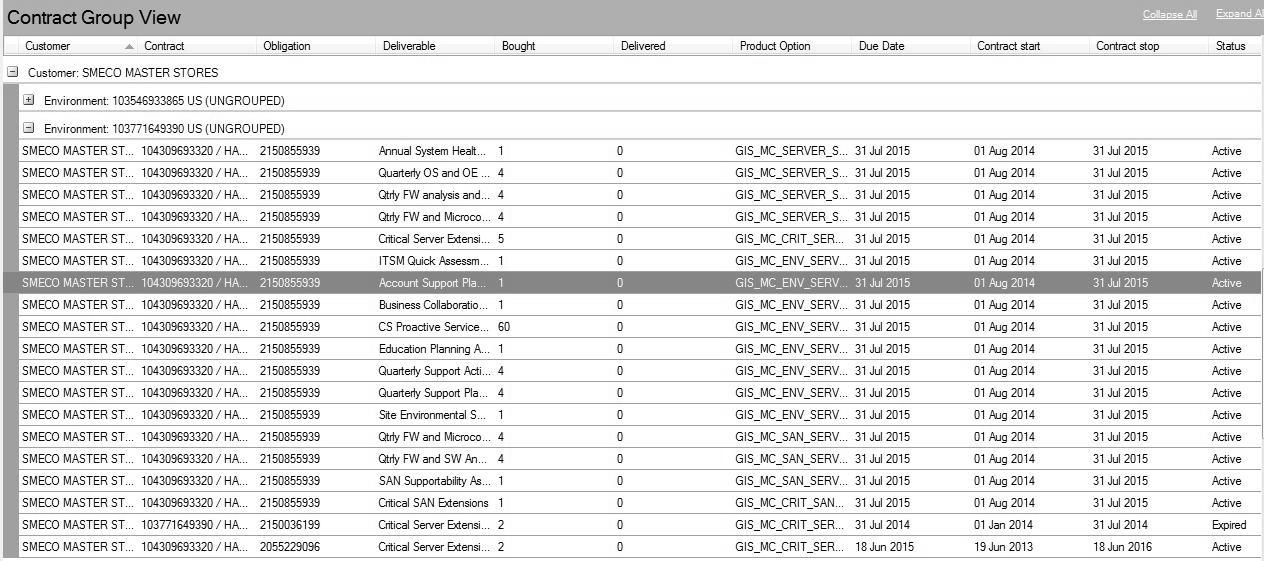 Contract Group View Collapse All Expand Al
Customer Contract Obligation Deliverable Bought Delivered Product Option Due Date Contract start Contract stop Status
Customer: SMECO MASTER STORES
Environment: 103546933865 US (UNGROUPED)
Environment: 103771649390 US (UNGROUPED)
SMECO MASTER ST... 104309693320 / HA... 2150855939 Annual System Healt... 1 0 GIS_MC_SERVER_S... 31 Jul 2015 01 Aug 2014 31 Jul 2015 Active
SMECO MASTER ST... 104309693320 / HA... 2150855939 Quarterly OS and OE ... 4 0 GIS_MC_SERVER_S... 31 Jul 2015 01 Aug 2014 31 Jul 2015 Active
SMECO MASTER ST... 104309693320 / HA... 2150855939 Qtrly FW analysis and... 4 0 GIS_MC_SERVER_S... 31 Jul 2015 01 Aug 2014 31 Jul 2015 Active
SMECO MASTER ST... 104309693320 / HA... 2150855939 Qtrly FW and Microco... 4 0 GIS_MC_SERVER_S... 31 Jul 2015 01 Aug 2014 31 Jul 2015 Active
SMECO MASTER ST... 104309693320 / HA... 2150855939 Critical Server Extensi... 5 0 GIS_MC_CRIT_SER... 31 Jul 2015 01 Aug 2014 31 Jul 2015 Active
SMECO MASTER ST... 104309693320 / HA... 2150855939 ITSM Quick Assessm... 1 0 GIS_MC_ENV_SERV... 31 Jul 2015 01 Aug 2014 31 Jul 2015 Active
SMECO MASTER ST... 104309693320 / HA... 2150855939 Account Support Pla... 1 0 GIS_MC_ENV_SERV... 31 Jul 2015 01 Aug 2014 31 Jul 2015 Active
SMECO MASTER ST... 104309693320 / HA... 2150855939 Business Collaboratio... 1 0 GIS_MC_ENV_SERV... 31 Jul 2015 01 Aug 2014 31 Jul 2015 Active
SMECO MASTER ST... 104309693320 / HA... 2150855939 CS Proactive Service... 60 0 GIS_MC_ENV_SERV... 31 Jul 2015 01 Aug 2014 31 Jul 2015 Active
SMECO MASTER ST... 104309693320 / HA... 2150855939 Education Planning A... 1 0 GIS_MC_ENV_SERV... 31 Jul 2015 01 Aug 2014 31 Jul 2015 Active
SMECO MASTER ST... 104309693320 / HA... 2150855939 Quarterly Support Acti... 4 0 GIS_MC_ENV_SERV... 31 Jul 2015 01 Aug 2014 31 Jul 2015 Active
SMECO MASTER ST... 104309693320 / HA... 2150855939 Quarterly Support Pla... 4 0 GIS_MC_ENV_SERV... 31 Jul 2015 01 Aug 2014 31 Jul 2015 Active
SMECO MASTER ST... 104309693320 / HA... 2150855939 Site Environmental S... 1 0 GIS_MC_ENV_SERV... 31 Jul 2015 01 Aug 2014 31 Jul 2015 Active
SMECO MASTER ST... 104309693320 / HA... 2150855939 Qtrly FW and Microco... 4 0 GIS_MC_SAN_SERV... 31 Jul 2015 01 Aug 2014 31 Jul 2015 Active
SMECO MASTER ST... 104309693320 / HA... 2150855939 Qtrly FW and SW An... 4 0 GIS_MC_SAN_SERV... 31 Jul 2015 01 Aug 2014 31 Jul 2015 Active
SMECO MASTER ST... 104309693320 / HA... 2150855939 SAN Supportability As... 1 0 GIS_MC_SAN_SERV... 31 Jul 2015 01 Aug 2014 31 Jul 2015 Active
SMECO MASTER ST... 104309693320 / HA... 2150855939 Critical SAN Extensions 1 0 GIS_MC_CRIT_SAN... 31 Jul 2015 01 Aug 2014 31 Jul 2015 Active
SMECO MASTER ST... 103771649390 / HA... 2150036199 Critical Server Extensi... 2 0 GIS_MC_CRIT_SER... 31 Jul 2014 01 Jan 2014 31 Jul 2014 Expired
SMECO MASTER ST... 104309693320 / HA... 2055229096 Critical Server Extensi... 2 0 GIS_MC_CRIT_SER... 18 Jun 2015 19 Jun 2013 18 Jun 2016 Active